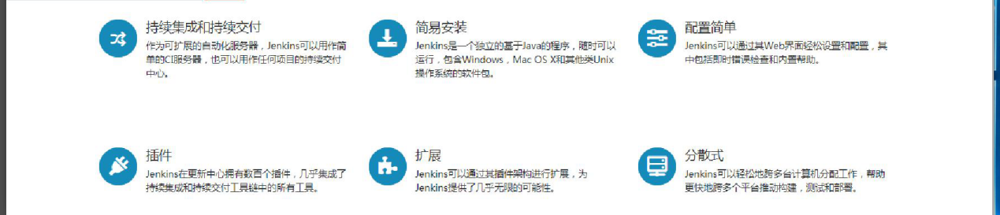 持续集成和持续交付
作为可扩展的自动化服务器，Jenkins可以用作简
单的CI服务器，也可以用作任何项目的持续交付
中心。
简易安装
Jenkins是一个独立的基于Java的程序，随时可以
运行，包含Windows，Mac OS X和其他类Unix
操作系统的软件包。
配置简单
Jenkins可以通过其Web界面轻松设置和配置，其
中包括即时错误检查和内置帮助。
插件
Jenkins在更新中心拥有数百个插件，几乎集成了
持续集成和持续交付工具链中的所有工具。
扩展
Jenkins可以通过其插件架构进行扩展，为
Jenkins提供了几乎无限的可能性。
分散式
Jenkins可以轻松地跨多台计算机分配工作，帮助
更快地跨多个平台推动构建，测试和部署。